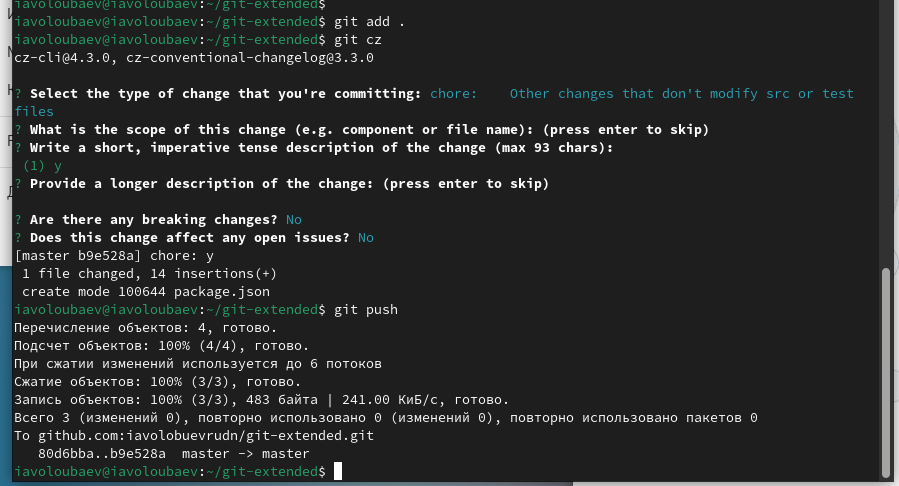 iavoloubaev@iavoloubaev:~/git-extended$
iavoloubaev@iavoloubaev:~/git-extended$ git add .
iavoloubaev@iavoloubaev:~/git-extended$ git cz
cz-cli@4.3.0, cz-conventional-changelog@3.3.0
? Select the type of change that you're committing: chore:    Other changes that don't modify src or test
files
? What is the scope of this change (e.g. component or file name): (press enter to skip)
? Write a short, imperative tense description of the change (max 93 chars):
 (1) y
? Provide a longer description of the change: (press enter to skip)
? Are there any breaking changes? No
? Does this change affect any open issues? No
[master b9e528a] chore: y
 1 file changed, 14 insertions(+)
 create mode 100644 package.json
iavoloubaev@iavoloubaev:~/git-extended$ git push
Перечисление объектов: 4, готово.
Подсчет объектов: 100% (4/4), готово.
При сжатии изменений используется до 6 потоков
Сжатие объектов: 100% (3/3), готово.
Запись объектов: 100% (3/3), 483 байта | 241.00 КиБ/с, готово.
Всего 3 (изменений 0), повторно использовано 0 (изменений 0), повторно использовано пакетов 0
To github.com:iavolobuevrudn/git-extended.git
   80d6bba..b9e528a  master -> master
iavoloubaev@iavoloubaev:~/git-extended$